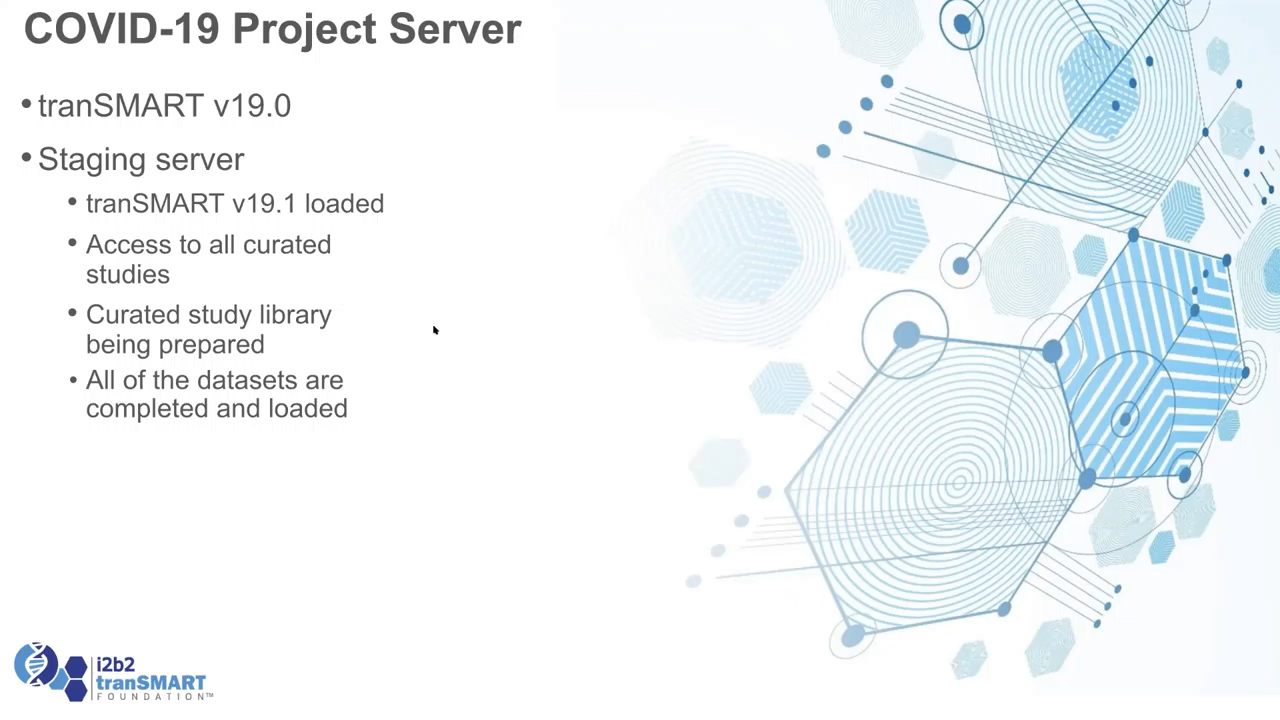 COVID-19 Project Server
• tranSMART v19.0
• Staging server
• tranSMART v19.1 loaded
• Access to all curated
studies
• Curated study library
being prepared
• All of the datasets are
completed and loaded
i2b2
tranSMART
FOUNDATION™